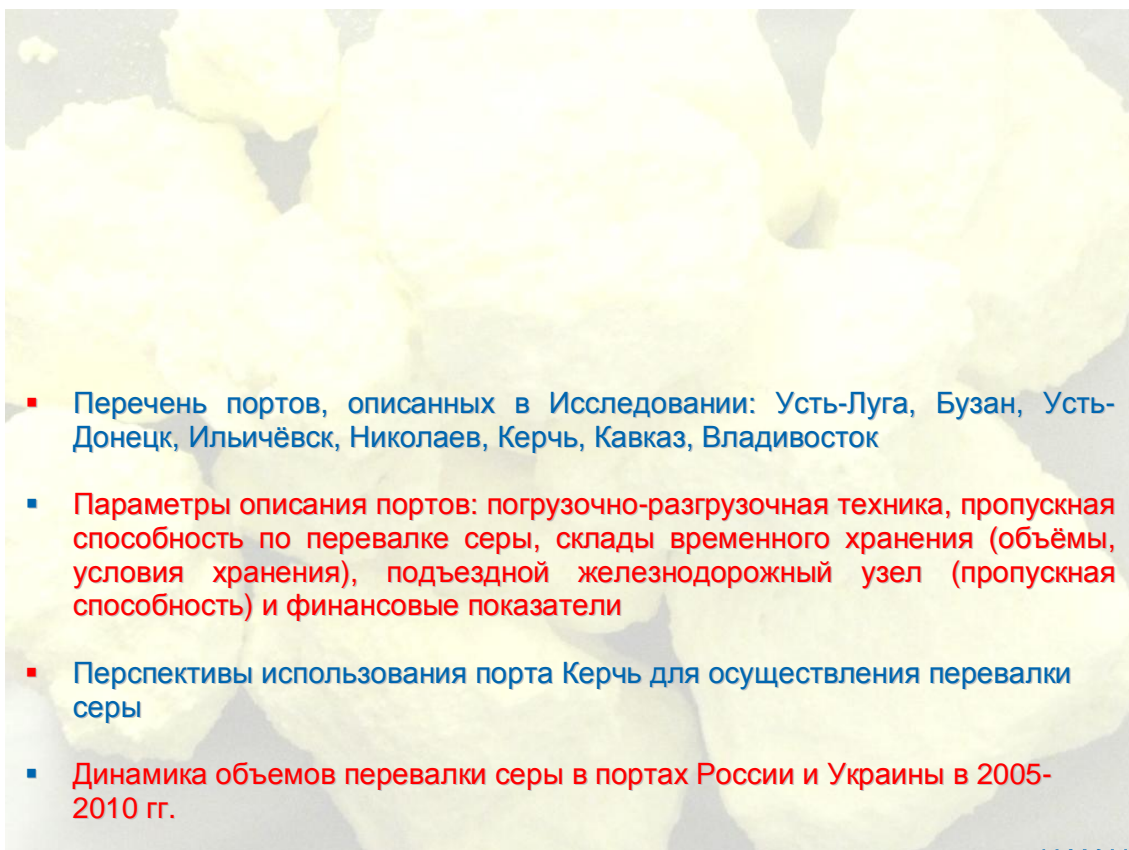 ▪ Перечень портов, описанных в Исследовании: Усть-Луга, Бузан, Усть-
Донецк, Ильичёвск, Николаев, Керчь, Кавказ, Владивосток
▪ Параметры описания портов: погрузочно-разгрузочная техника, пропускная
способность по перевалке серы, склады временного хранения (объёмы,
условия хранения), подъездной железнодорожный узел (пропускная
способность) и финансовые показатели
▪ Перспективы использования порта Керчь для осуществления перевалки
серы
▪ Динамика объемов перевалки серы в портах России и Украины в 2005-
2010 гг.